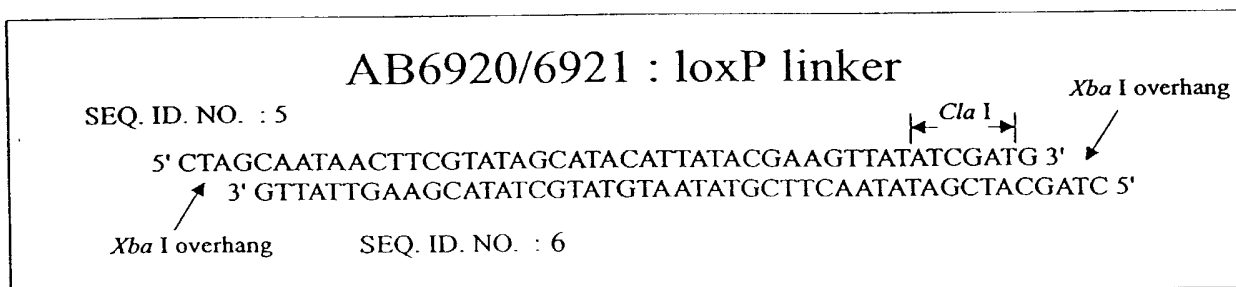 AB6920/6921 : loxP linker
Xba I overhang
SEQ. ID. NO. : 5
Cla I
5' CTAGCAATAACTTCGTATAGCATACATTATACGAAGTTATATCGATG 3'
3' GTTATTGAAGCATATCGTATGTAATATGCTTCAATATAGCTACGATC 5'
Xba I overhang
SEQ. ID. NO. : 6